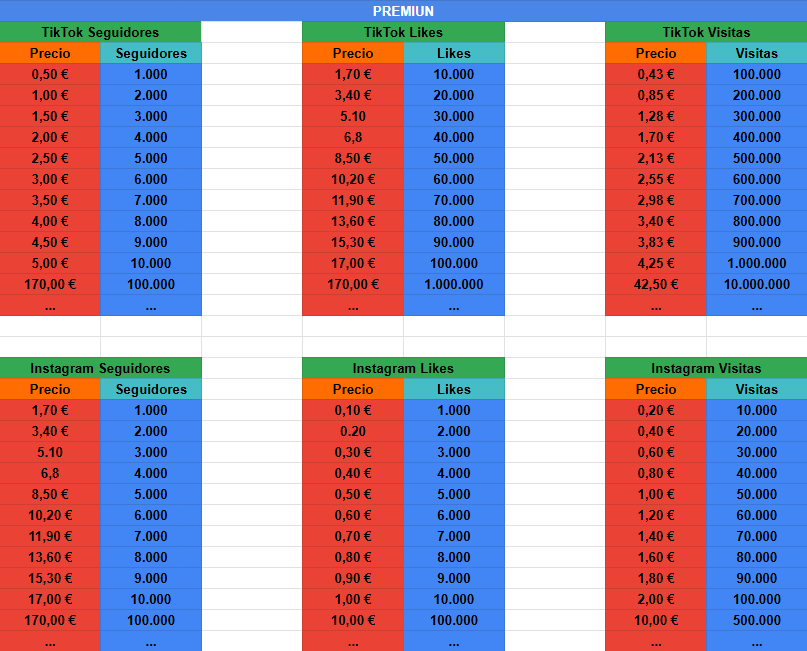 PREMIUN
TikTok Seguidores TikTok Likes TikTok Visitas
Precio Seguidores Precio Likes Precio Visitas
0,50 € 1.000 1,70 € 10.000 0,43 € 100.000
1,00 € 2.000 3,40 € 20.000 0,85 € 200.000
1,50 € 3.000 5.10 30.000 1,28 € 300.000
2,00 € 4.000 6,8 40.000 1,70 € 400.000
2,50 € 5.000 8,50 € 50.000 2,13 € 500.000
3,00 € 6.000 10,20 € 60.000 2,55 € 600.000
3,50 € 7.000 11,90 € 70.000 2,98 € 700.000
4,00 € 8.000 13,60 € 80.000 3,40 € 800.000
4,50 € 9.000 15,30 € 90.000 3,83 € 900.000
5,00 € 10.000 17,00 € 100.000 4,25 € 1.000.000
170,00 € 100.000 170,00 € 1.000.000 42,50 € 10.000.000
... ... ... ... ... ...
Instagram Seguidores Instagram Likes Instagram Visitas
Precio Seguidores Precio Likes Precio Visitas
1,70 € 1.000 0,10 € 1.000 0,20 € 10.000
3,40 € 2.000 0.20 2.000 0,40 € 20.000
5.10 3.000 0,30 € 3.000 0,60 € 30.000
6,8 4.000 0,40 € 4.000 0,80 € 40.000
8,50 € 5.000 0,50 € 5.000 1,00 € 50.000
10,20 € 6.000 0,60 € 6.000 1,20 € 60.000
11,90 € 7.000 0,70 € 7.000 1,40 € 70.000
13,60 € 8.000 0,80 € 8.000 1,60 € 80.000
15,30 € 9.000 0,90 € 9.000 1,80 € 90.000
17,00 € 10.000 1,00 € 10.000 2,00 € 100.000
170,00 € 100.000 10,00 € 100.000 10,00 € 500.000
... ... ... ... ... ...